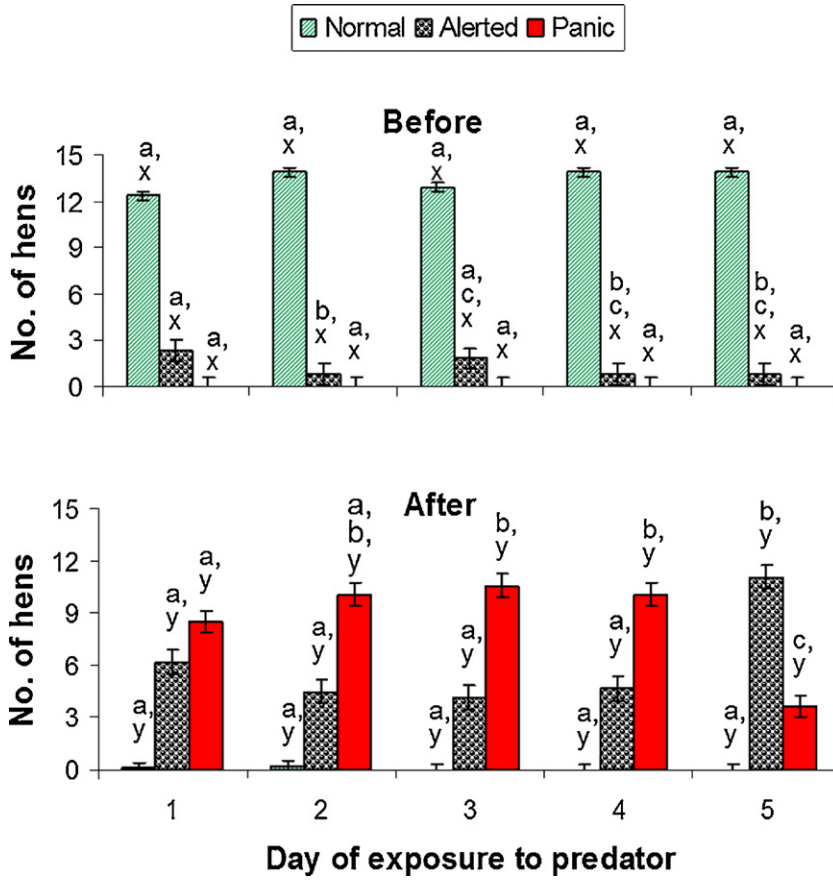 Normal Alerted Panic
Before
No. of hens
15
12
9
6
3
0
a,
x
a,
x
a,
x
a,
x
b,
x
a,
x
a,
x
a,
c,
x
a,
x
a,
x
b,
c,
x
a,
x
a,
x
b,
c,
x
a,
x
After
No. of hens
15
12
9
6
3
0
a,
y
a,
y
a,
y
a,
y
a,
y
a,
b,
y
a,
y
a,
y
b,
y
a,
y
a,
y
b,
y
a,
y
b,
y
c,
y
1 2 3 4 5
Day of exposure to predator